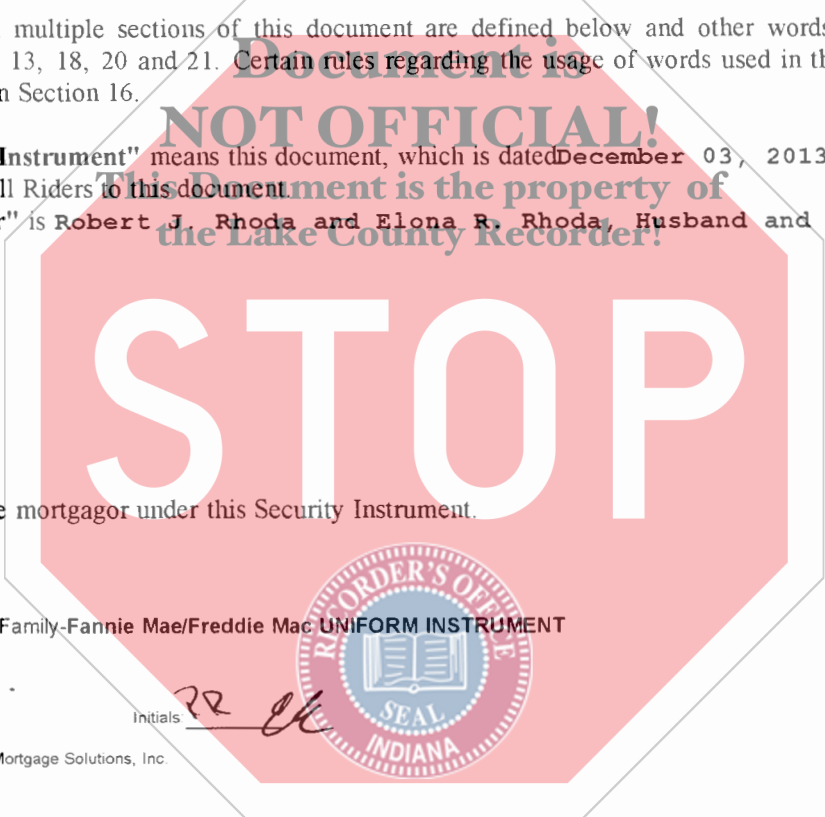 multiple sections of this document are defined below and other words
13, 18, 20 and 21. Certain rules regarding the usage of words used in th
n Section 16.
Document is
NOT OFFICIAL!
Instrument" means this document, which is datedDecember 03, 2013
ll Riders to this document.
This Document is the property of
r" is Robert J. Rhoda and Elona R. Rhoda, Husband and
the Lake County Recorder!
STOP
e mortgagor under this Security Instrument.
RECORDER'S OFFICE
SEAL
INDIANA
Family-Fannie Mae/Freddie Mac UNIFORM INSTRUMENT
Initials: RR
Mortgage Solutions, Inc.